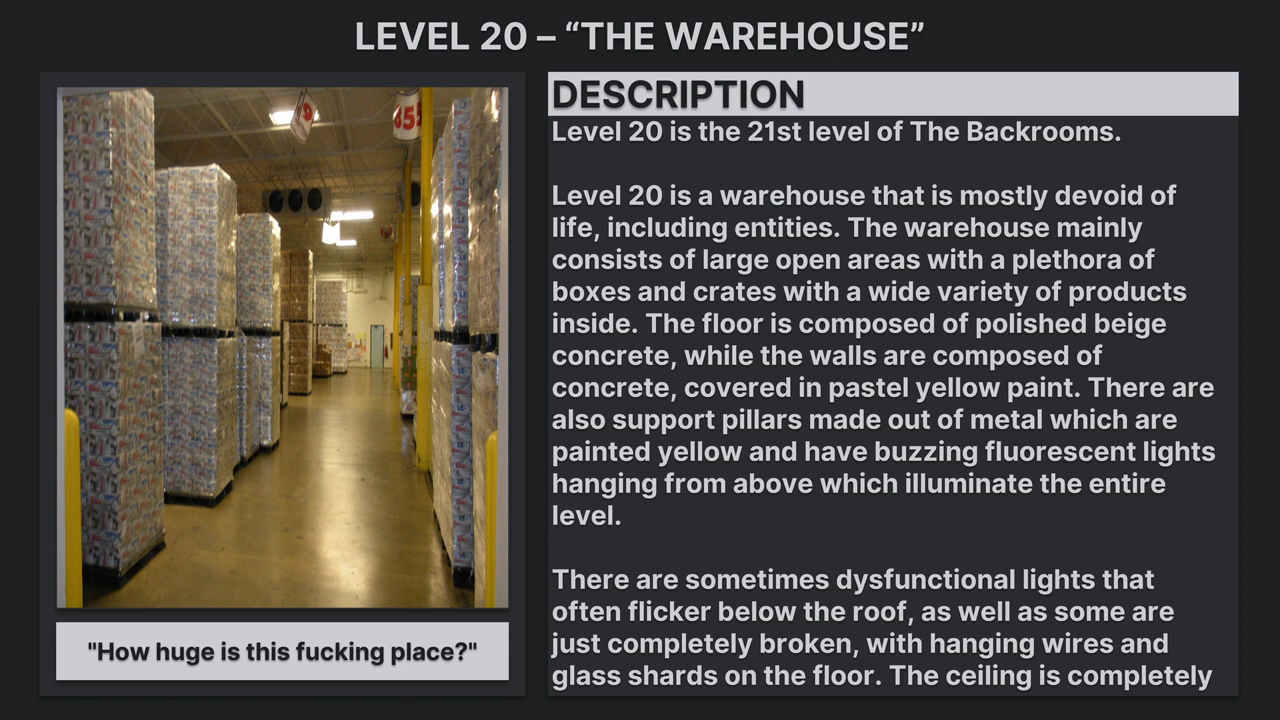 LEVEL 20 – “THE WAREHOUSE”
9
35
"How huge is this fucking place?"
DESCRIPTION
Level 20 is the 21st level of The Backrooms.
Level 20 is a warehouse that is mostly devoid of
life, including entities. The warehouse mainly
consists of large open areas with a plethora of
boxes and crates with a wide variety of products
inside. The floor is composed of polished beige
concrete, while the walls are composed of
concrete, covered in pastel yellow paint. There are
also support pillars made out of metal which are
painted yellow and have buzzing fluorescent lights
hanging from above which illuminate the entire
level.
There are sometimes dysfunctional lights that
often flicker below the roof, as well as some are
just completely broken, with hanging wires and
glass shards on the floor. The ceiling is completely